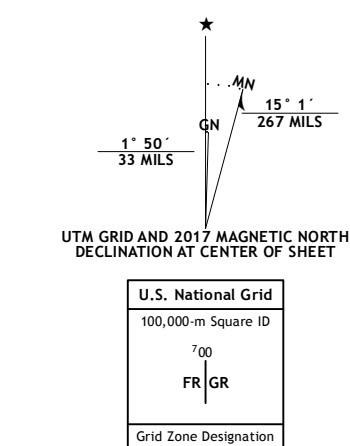 ★
MN
15° 1´
267 MILS
GN
1° 50´
33 MILS
UTM GRID AND 2017 MAGNETIC NORTH
DECLINATION AT CENTER OF SHEET
U.S. National Grid
100,000-m Square ID
⁷00
FR GR
Grid Zone Designation